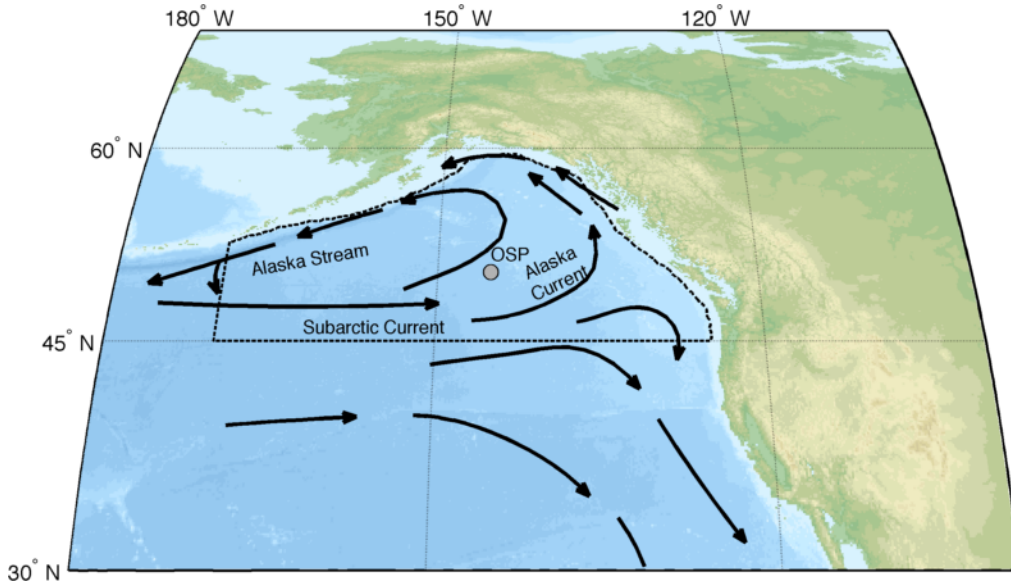 180° W
150° W
120° W
60° N
OSP
Alaska Stream
Alaska
Current
Subarctic Current
45° N
30° N